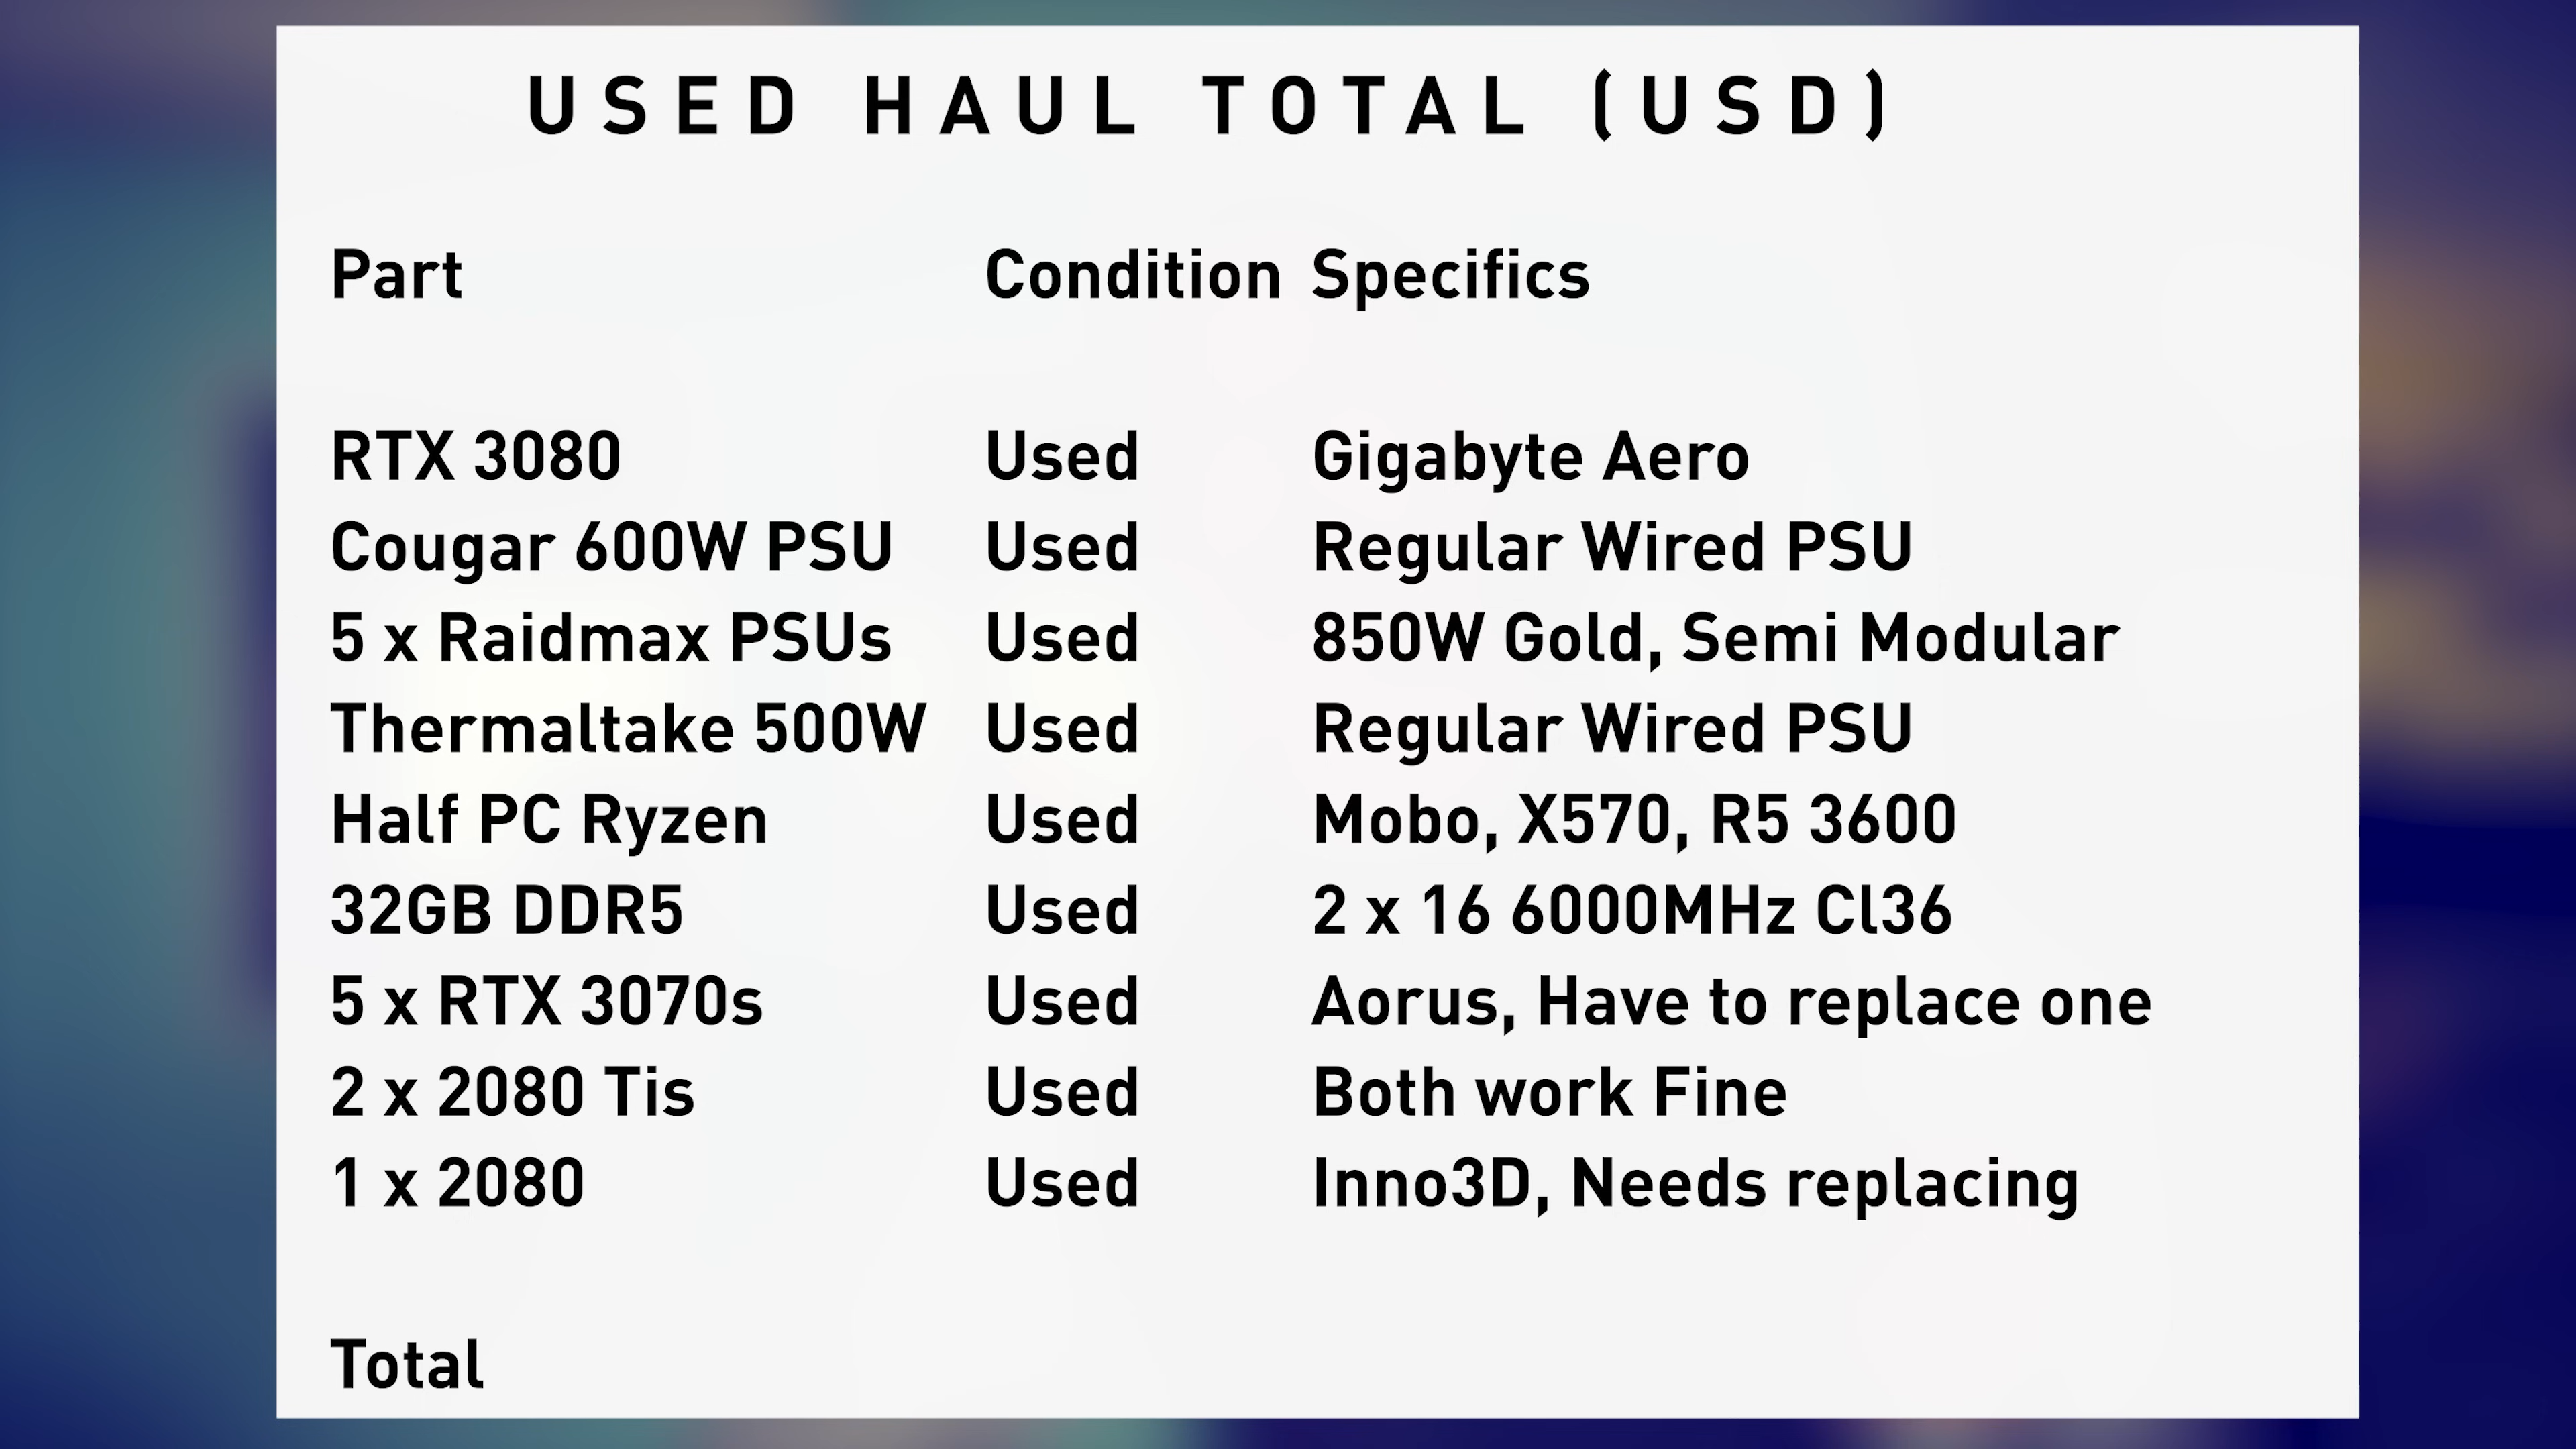 USED HAUL TOTAL (USD)
Part Condition Specifics
RTX 3080 Used Gigabyte Aero
Cougar 600W PSU Used Regular Wired PSU
5 x Raidmax PSUs Used 850W Gold, Semi Modular
Thermaltake 500W Used Regular Wired PSU
Half PC Ryzen Used Mobo, X570, R5 3600
32GB DDR5 Used 2 x 16 6000MHz Cl36
5 x RTX 3070s Used Aorus, Have to replace one
2 x 2080 Tis Used Both work Fine
1 x 2080 Used Inno3D, Needs replacing
Total